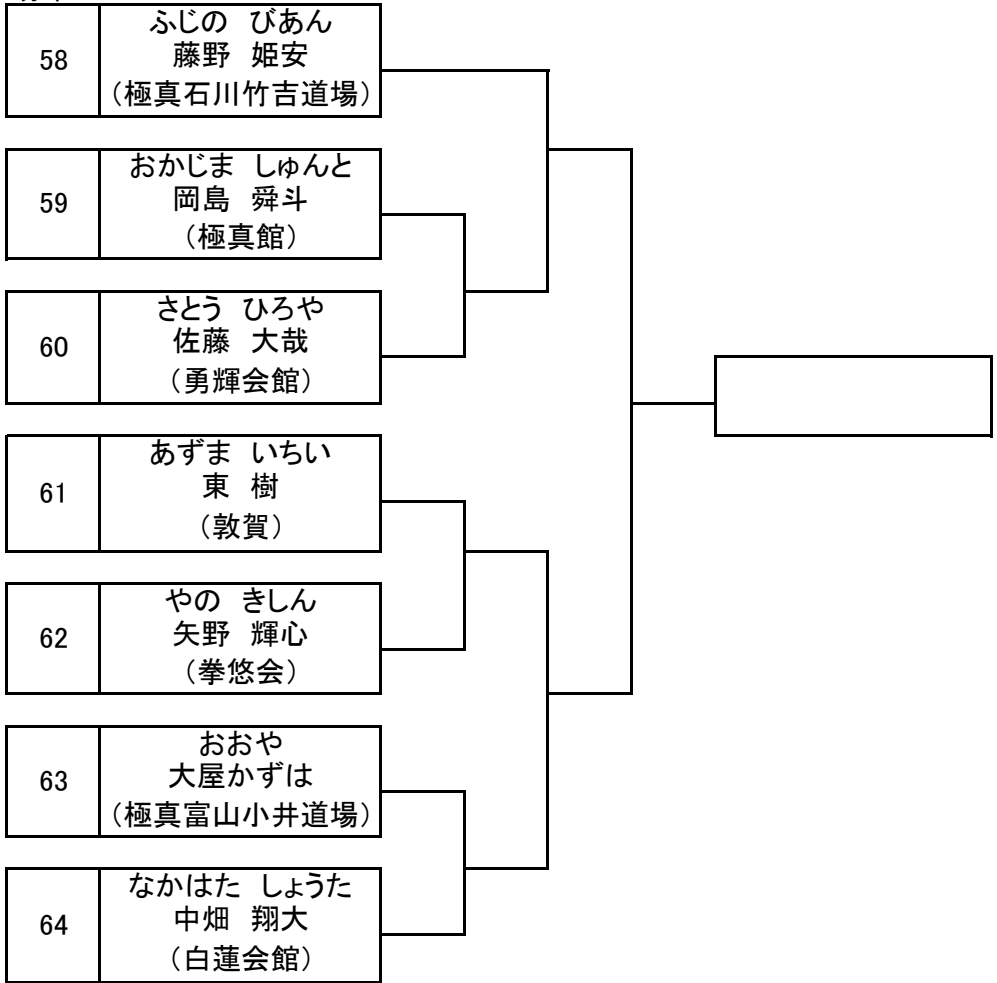 58
ふじの びあん
藤野 姫安
（極真石川竹吉道場）
59
おかじま しゅんと
岡島 舜斗
（極真館）
60
さとう ひろや
佐藤 大哉
（勇輝会館）
61
あずま いちい
東 樹
（敦賀）
62
やの きしん
矢野 輝心
（拳悠会）
63
おおや
大屋かずは
（極真富山小井道場）
64
なかはた しょうた
中畑 翔大
（白蓮会館）